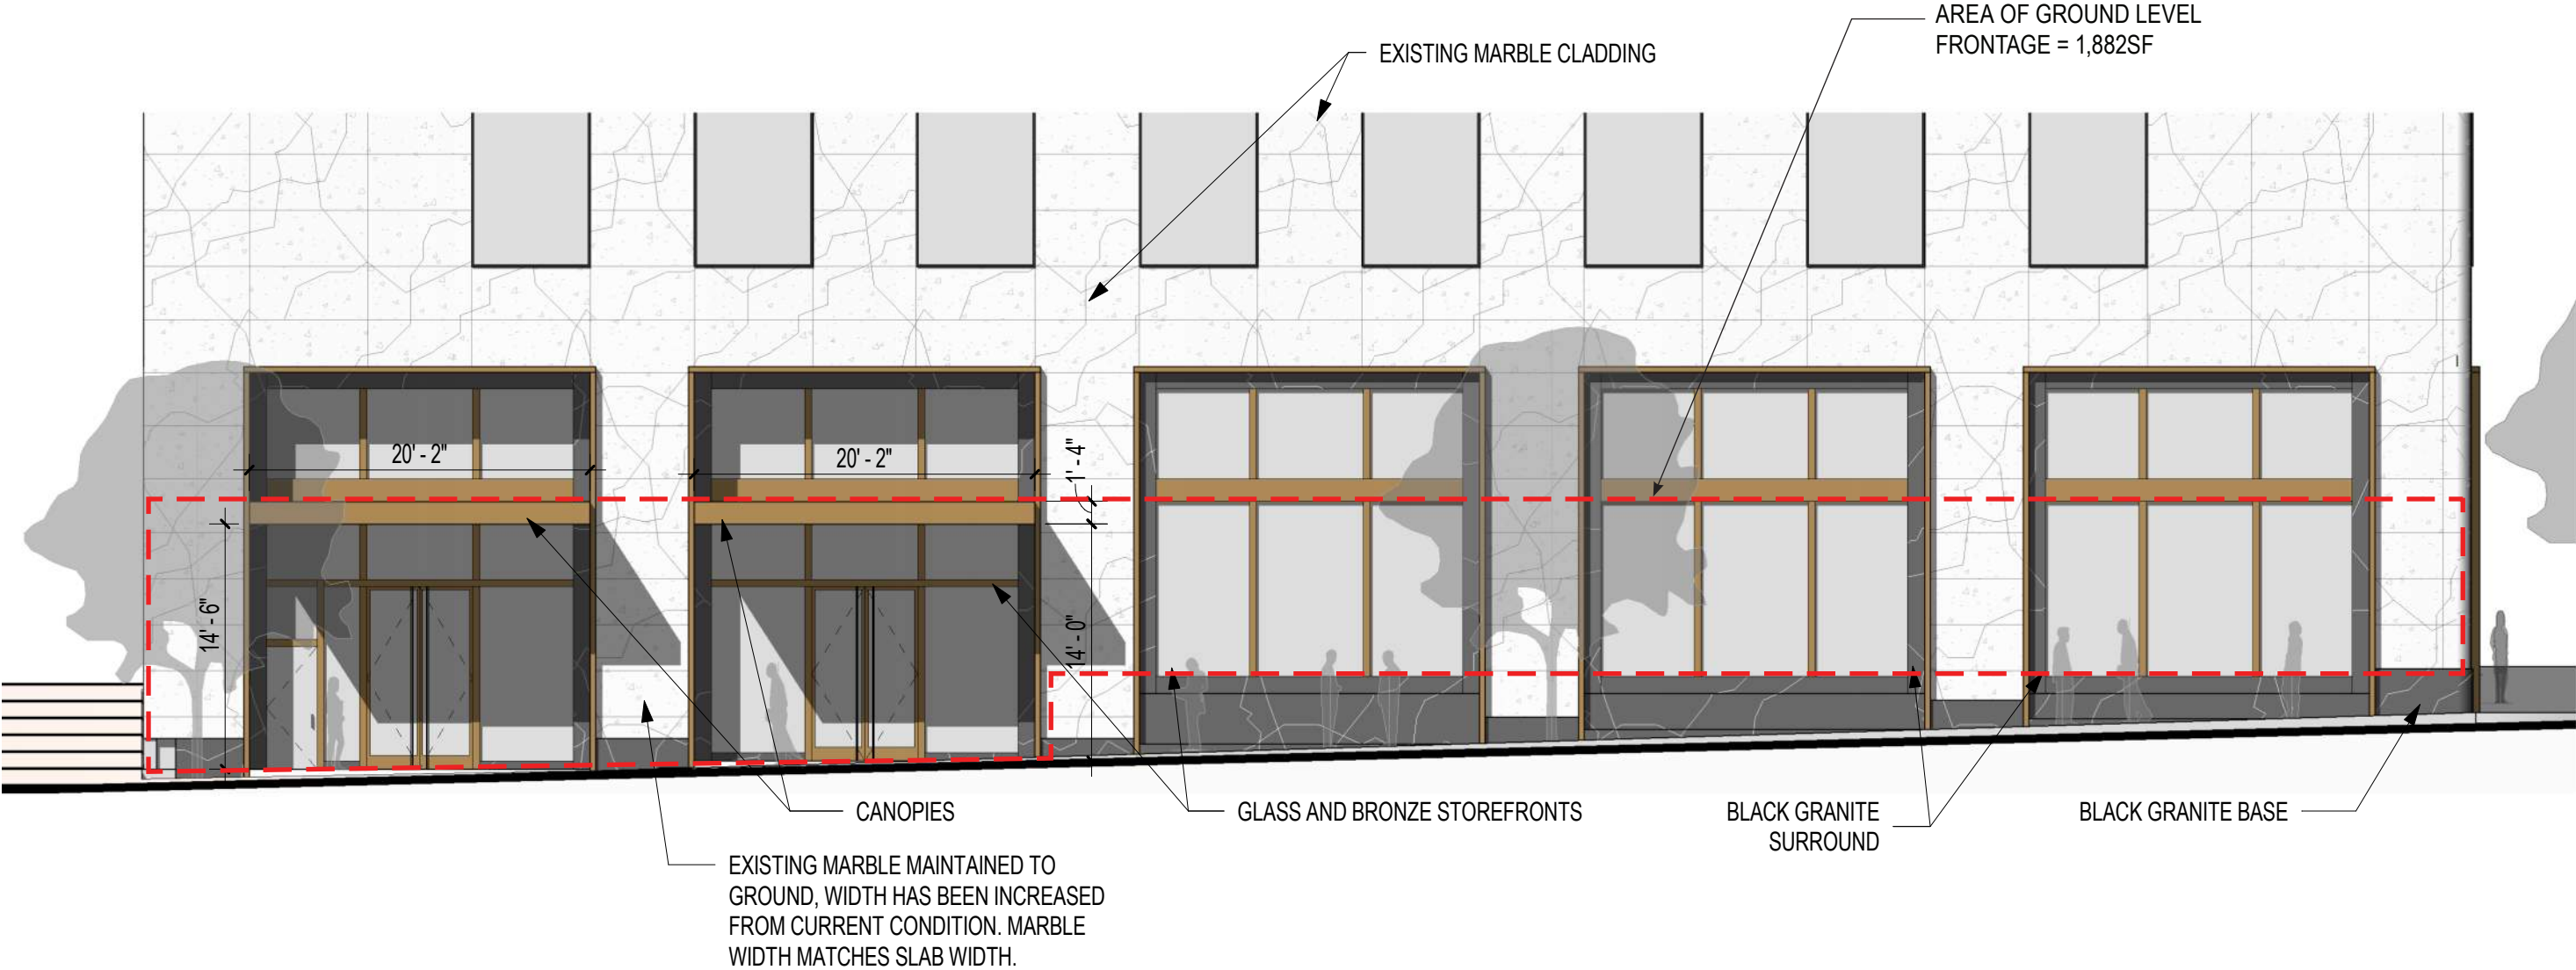 AREA OF GROUND LEVEL
FRONTAGE = 1,882SF
EXISTING MARBLE CLADDING
20' - 2"
20' - 2"
1' - 4"
14' - 6"
14' - 0"
CANOPIES
GLASS AND BRONZE STOREFRONTS
BLACK GRANITE
SURROUND
BLACK GRANITE BASE
EXISTING MARBLE MAINTAINED TO
GROUND, WIDTH HAS BEEN INCREASED
FROM CURRENT CONDITION. MARBLE
WIDTH MATCHES SLAB WIDTH.